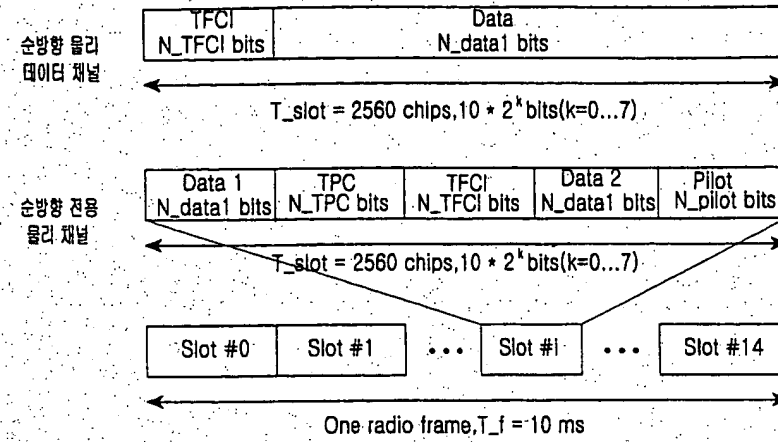 TFCI
N_TFCI bits
Data
N_data1 bits
순방향 물리
데이터 채널
T_slot = 2560 chips,10 * 2^k bits(k=0...7)
Data 1
N_data1 bits
TPC
N_TPC bits
TFCI
N_TFCI bits
Data 2
N_data1 bits
Pilot
N_pilot bits
순방향 전용
물리 채널
T_slot = 2560 chips,10 * 2^k bits(k=0...7)
Slot #0
Slot #1
• • •
Slot #i
• • •
Slot #14
One radio frame,T_f = 10 ms